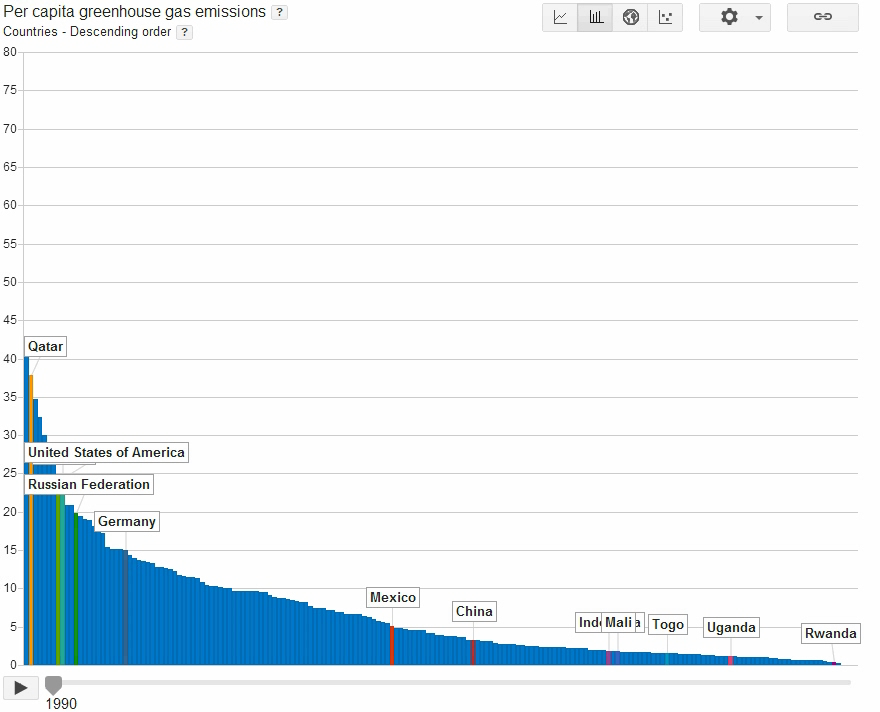 Per capita greenhouse gas emissions ?
Countries - Descending order ?
80
75
70
65
60
55
50
45
40
35
30
25
20
15
10
5
0
Qatar
United States of America
Russian Federation
Germany
Mexico
China
Mali
Togo
Uganda
Rwanda
1990